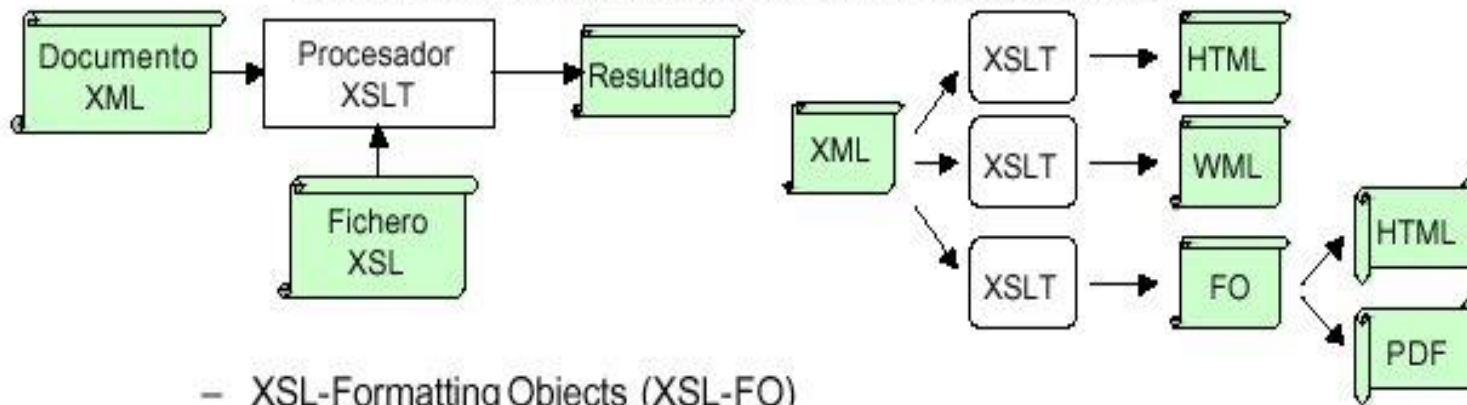 Documento
XML
Procesador
XSLT
Resultado
Fichero
XSL
XML
XSLT
HTML
XSLT
WML
XSLT
FO
HTML
PDF
– XSL-Formatting Objects (XSL-FO)